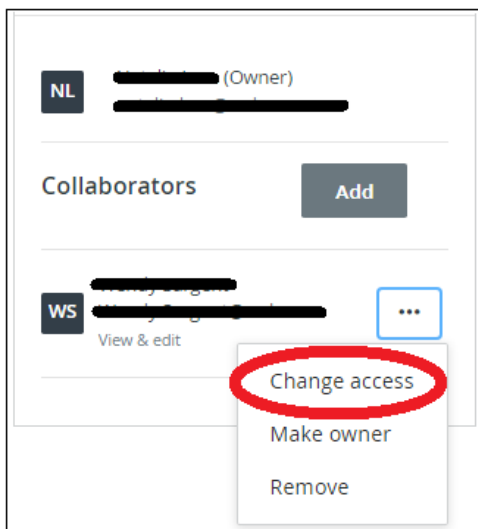 NL
(Owner)
Collaborators
Add
WS
...
View & edit
Change access
Make owner
Remove